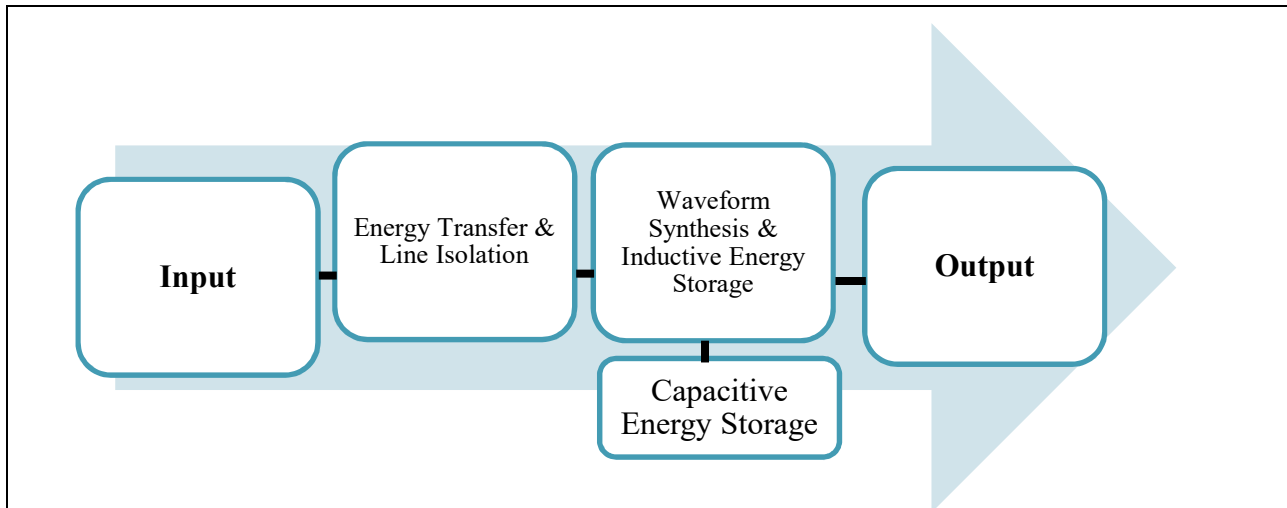 Input
Energy Transfer &
Line Isolation
Waveform
Synthesis &
Inductive Energy
Storage
Capacitive
Energy Storage
Output